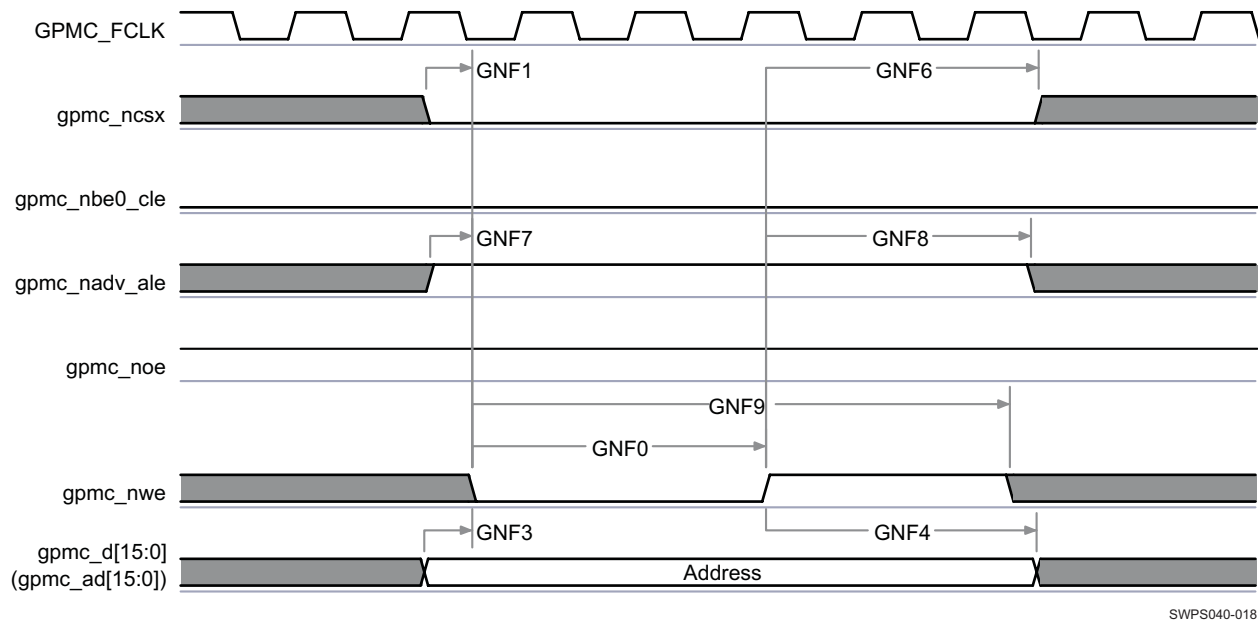 GPMC_FCLK
GNF1
GNF6
gpmc_ncsx
gpmc_nbe0_cle
GNF7
GNF8
gpmc_nadv_ale
gpmc_noe
GNF9
GNF0
gpmc_nwe
GNF3
GNF4
gpmc_d[15:0]
(gpmc_ad[15:0])
Address
SWPS040-018